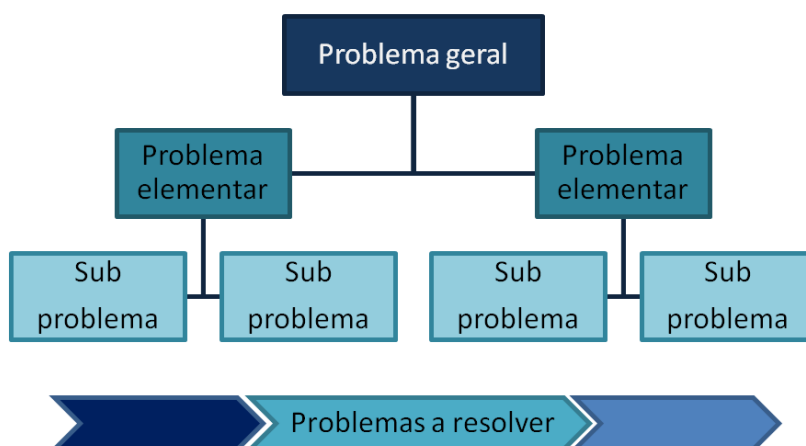 Problema geral
Problema
elementar
Problema
elementar
Sub
problema
Sub
problema
Sub
problema
Sub
problema
Problemas a resolver